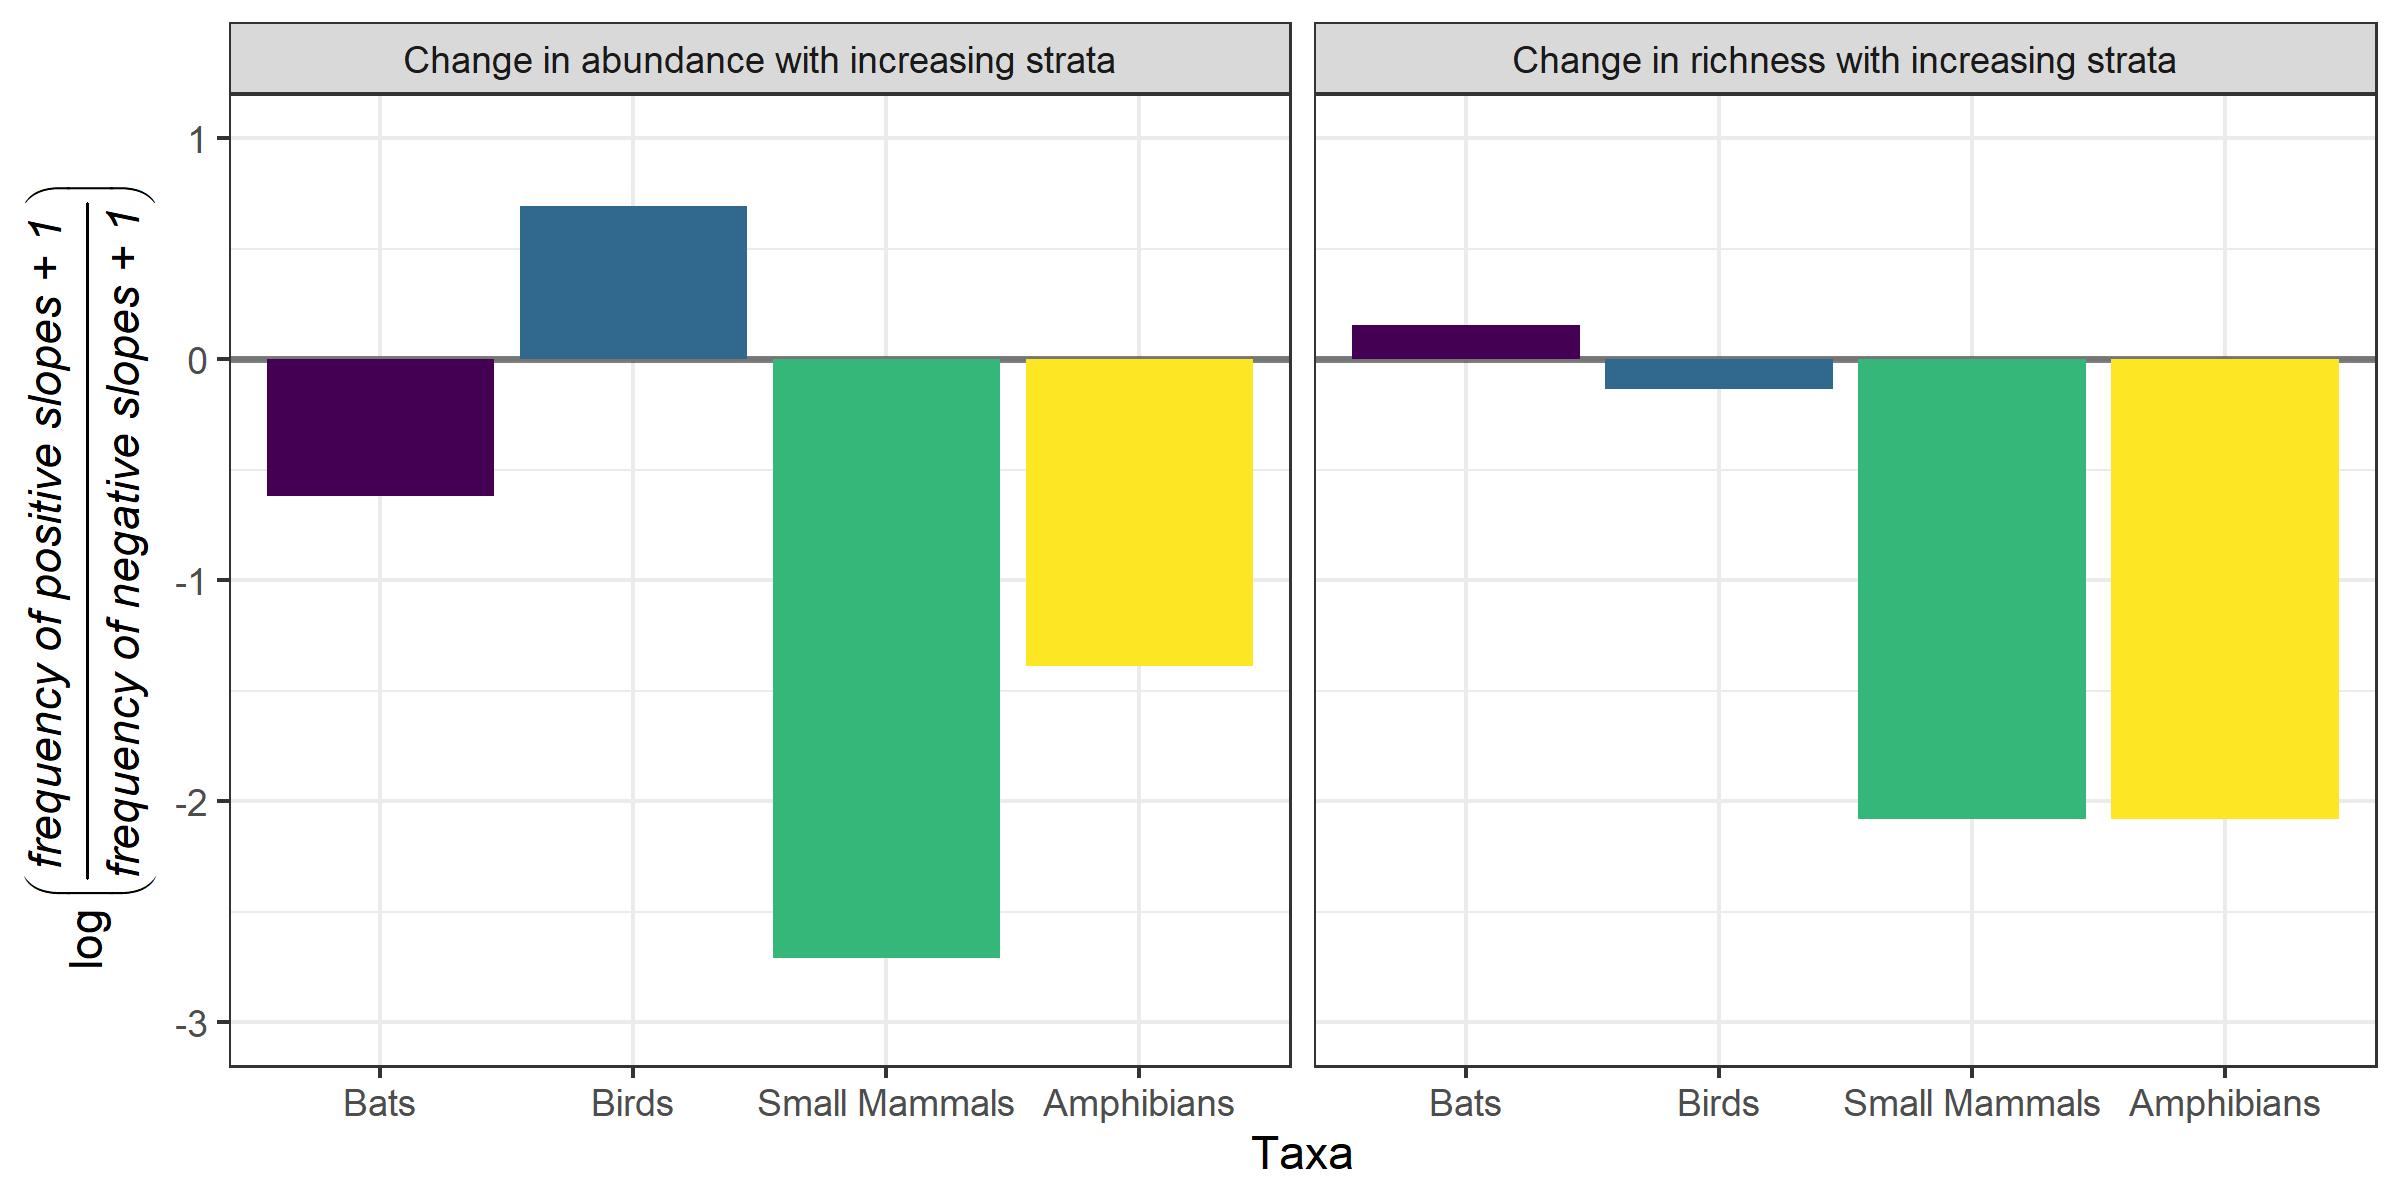 Change in abundance with increasing strata
Change in richness with increasing strata
log
frequency of positive slopes + 1
frequency of negative slopes + 1
1
0
-1
-2
-3
Bats
Birds
Small Mammals
Amphibians
Bats
Birds
Small Mammals
Amphibians
Taxa